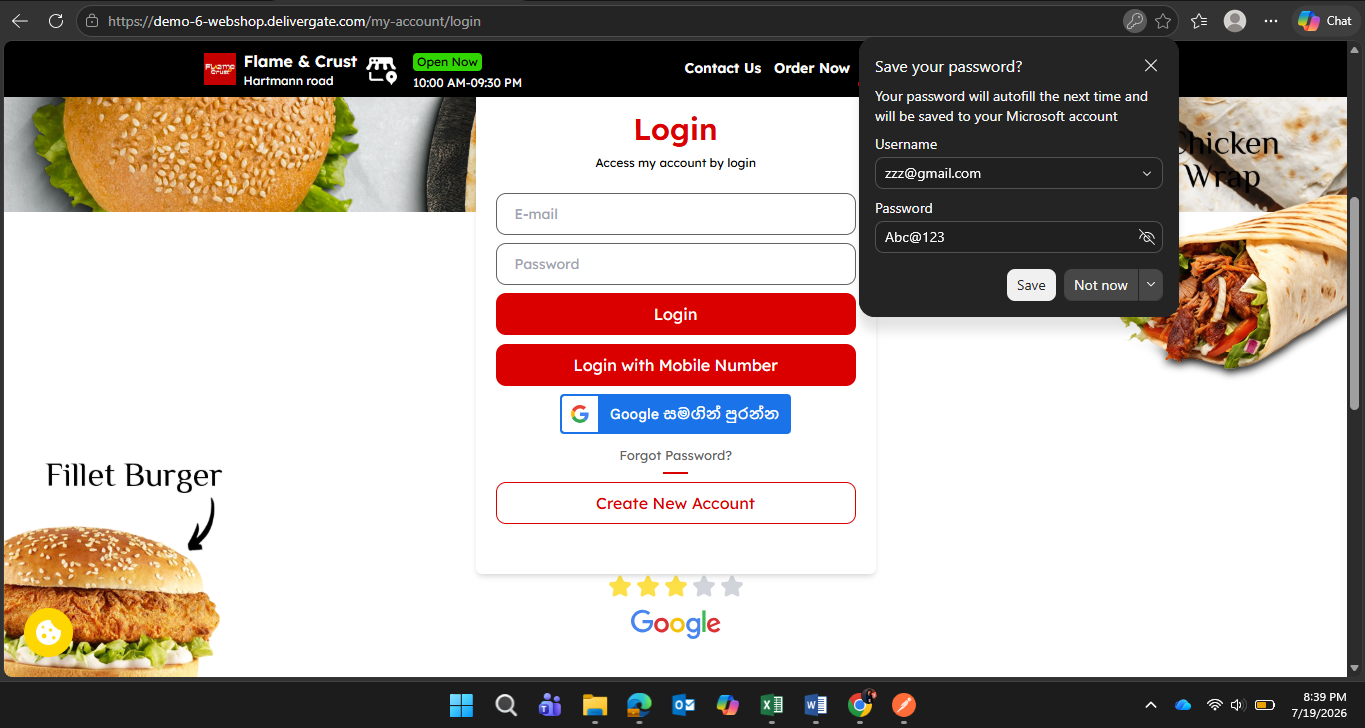 https://demo-6-webshop.delivergate.com/my-account/login
Chat
FLAME
CRUST
Flame & Crust
Hartmann road
Open Now
10:00 AM-09:30 PM
Contact Us
Order Now
Save your password?
Your password will autofill the next time and
will be saved to your Microsoft account
Username
zzz@gmail.com
Password
Abc@123
Save
Not now
Login
Access my account by login
E-mail
Password
Login
Login with Mobile Number
Google සමගින් පුරන්න
Forgot Password?
Create New Account
Google
Chicken
Wrap
Fillet Burger
8:39 PM
7/19/2026